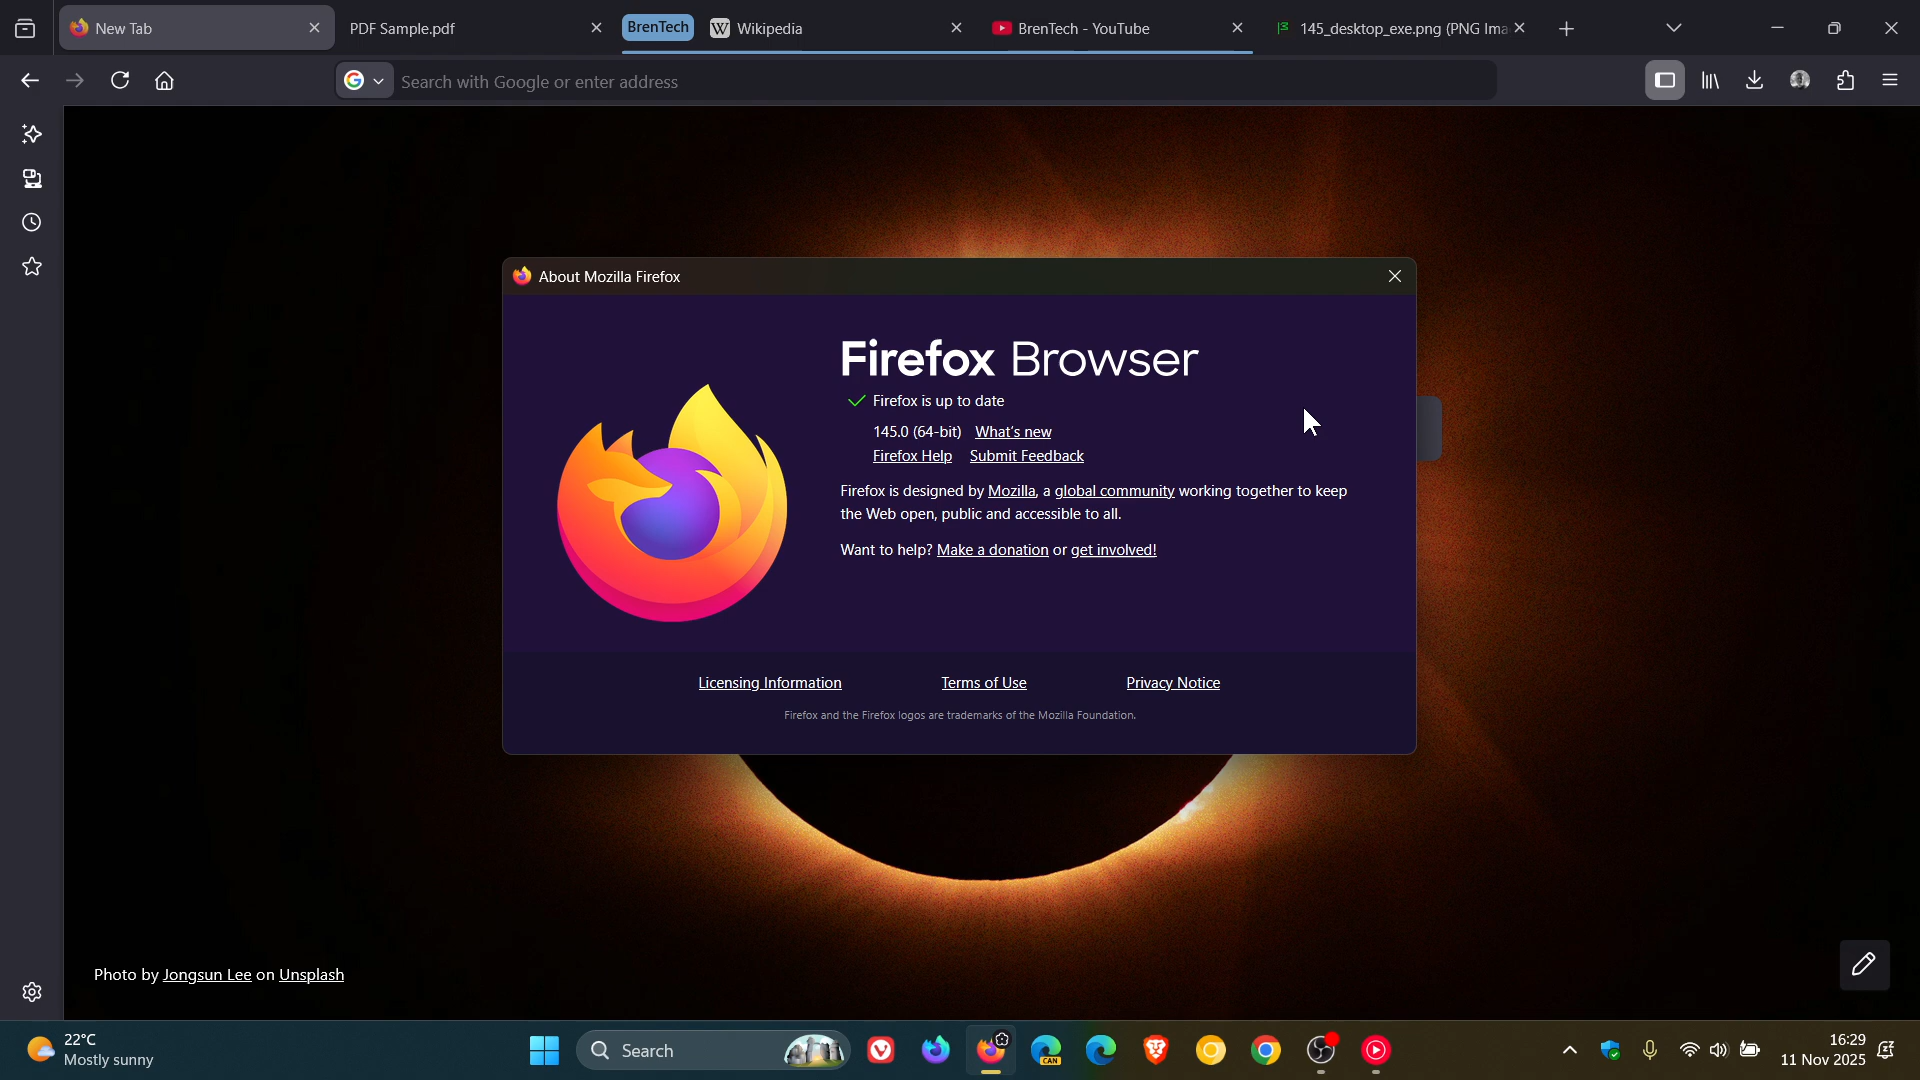 New Tab
PDF Sample.pdf
BrenTech
Wikipedia
BrenTech - YouTube
145_desktop_exe.png (PNG Ima
Search with Google or enter address
About Mozilla Firefox
Firefox Browser
Firefox is up to date
145.0 (64-bit) What's new
Firefox Help Submit Feedback
Firefox is designed by Mozilla, a global community working together to keep
the Web open, public and accessible to all.
Want to help? Make a donation or get involved!
Licensing Information Terms of Use Privacy Notice
Firefox and the Firefox logos are trademarks of the Mozilla Foundation.
Photo by Jongsun Lee on Unsplash
22°C
Mostly sunny
Search
CAN
16:29
11 Nov 2025